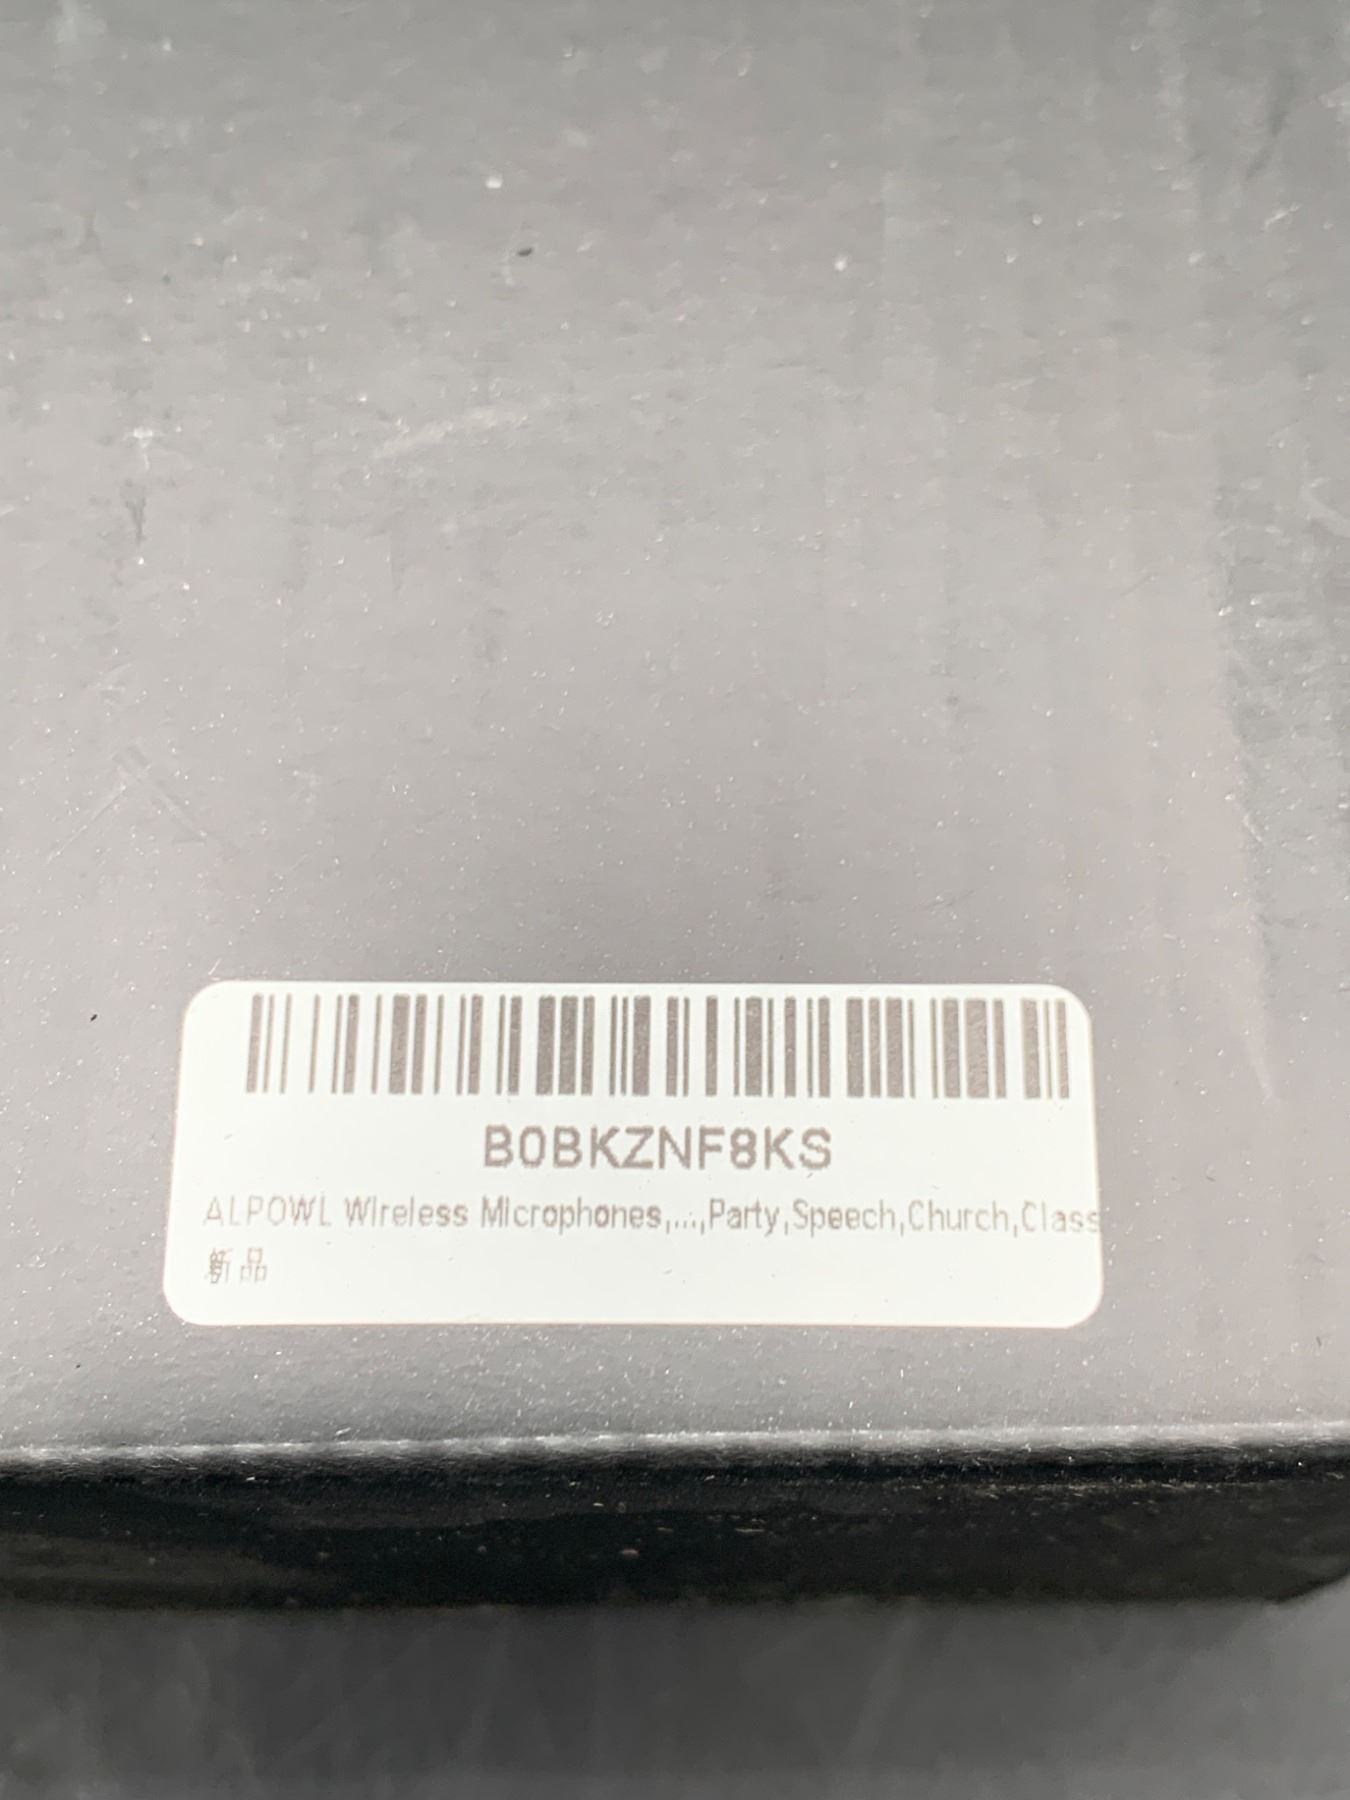 B0BKZNF8KS
ALPOWL Wireless Microphones,...,Party,Speech,Church,Class
新品